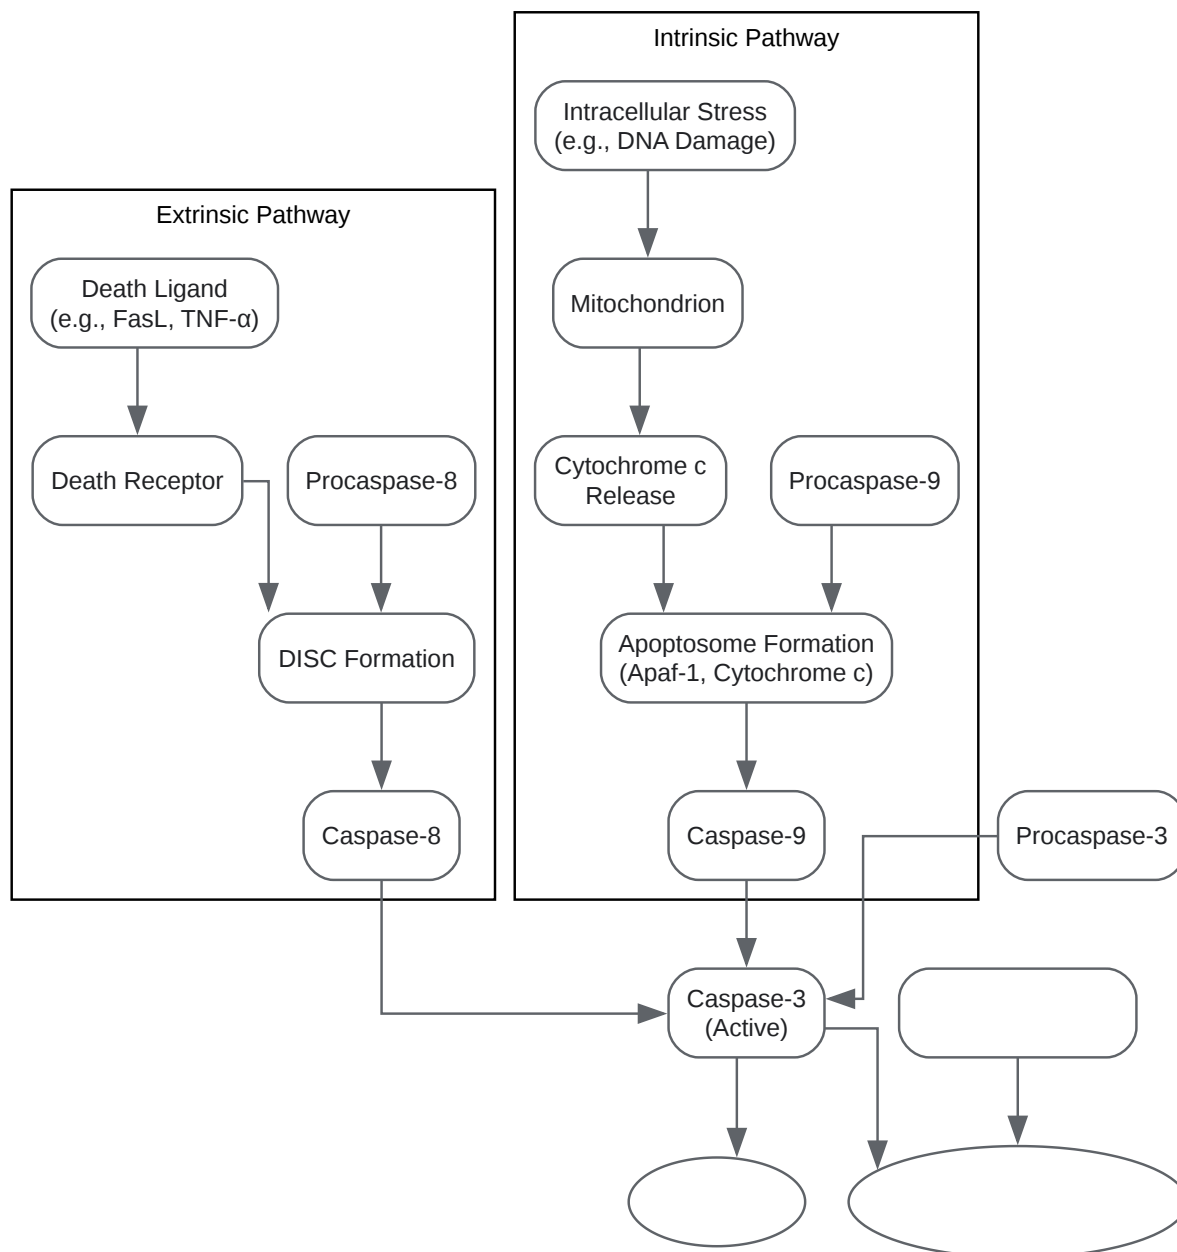 Intrinsic Pathway
Intracellular Stress
(e.g., DNA Damage)
Extrinsic Pathway
Death Ligand
(e.g., FasL, TNF-α)
Mitochondrion
Death Receptor
Procaspase-8
Cytochrome c
Release
Procaspase-9
DISC Formation
Apoptosome Formation
(Apaf-1, Cytochrome c)
Caspase-8
Caspase-9
Procaspase-3
Caspase-3
(Active)